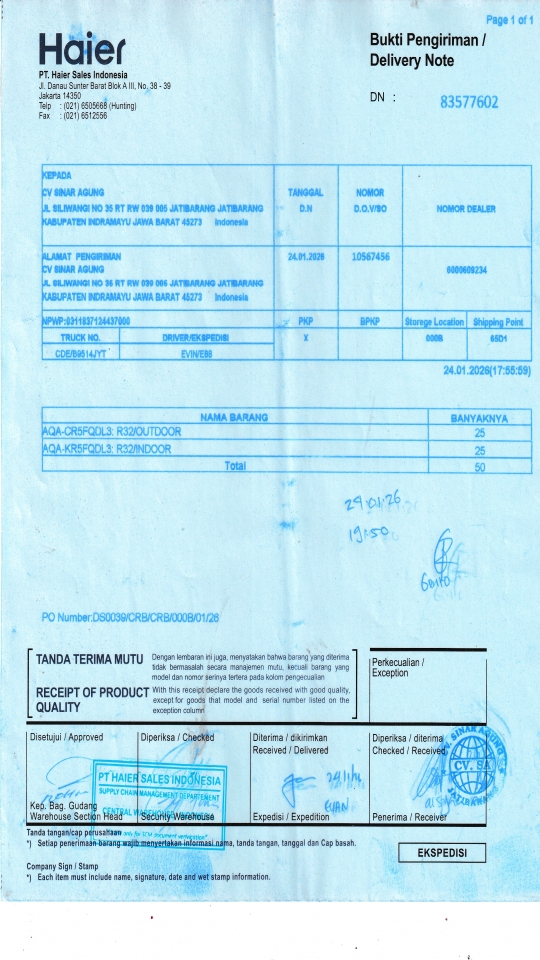 Page 1 of 1
Haier
Bukti Pengiriman /
Delivery Note
PT. Haier Sales Indonesia
Jl. Danau Sunter Barat Blok A III, No. 38 - 39
Jakarta 14350
Telp : (021) 6505668 (Hunting)
Fax : (021) 6512556
DN : 83577602
KEPADA
CV SINAR AGUNG
JL SILIWANGI NO 35 RT RW 039 005 JATIBARANG JATIBARANG
KABUPATEN INDRAMAYU JAWA BARAT 45273 Indonesia
TANGGAL
D.N
NOMOR
D.O.V/SO
NOMOR DEALER
ALAMAT PENGIRIMAN
CV SINAR AGUNG
JL SILIWANGI NO 35 RT RW 039 005 JATIBARANG JATIBARANG
KABUPATEN INDRAMAYU JAWA BARAT 45273 Indonesia
24.01.2026
10567456
6000609234
NPWP:0311837124437000
PKP
BPKP
Storege Location
Shipping Point
TRUCK NO.
DRIVER/EKSPEDISI
X
000B
65D1
CDE/B9514JYT
EVIN/E88
24.01.2026(17:55:59)
NAMA BARANG
BANYAKNYA
AQA-CR5FQDL3: R32/OUTDOOR
25
AQA-KR5FQDL3: R32/INDOOR
25
Total
50
24.01.26
19:50
PO Number:DS0039/CRB/CRB/000B/01/26
TANDA TERIMA MUTU
Dengan lembaran ini juga, menyatakan bahwa barang yang diterima
tidak bermasalah secara manajemen mutu, kecuali barang yang
model dan nomor serinya tertera pada kolom pengecualian
RECEIPT OF PRODUCT
QUALITY
With this receipt declare the goods received with good quality,
except for goods that model and serial number listed on the
exception column
Perkecualian /
Exception
Disetujui / Approved
Diperiksa / Checked
Diterima / dikirimkan
Received / Delivered
Diperiksa / diterima
Checked / Received
PT HAIER SALES INDONESIA
SUPPLY CHAIN MANAGEMENT DEPARTEMENT
CENTRAL WAREHOUSE
only for SCM document verification*
SINAR AGUNG
CV. SA
JATIBARANG
Kep. Bag. Gudang
Warehouse Section Head
Security Warehouse
Expedisi / Expedition
Penerima / Receiver
Tanda tangan/cap perusahaan
*) Setiap penerimaan barang wajib menyertakan informasi nama, tanda tangan, tanggal dan Cap basah.
EKSPEDISI
Company Sign / Stamp
*) Each item must include name, signature, date and wet stamp information.